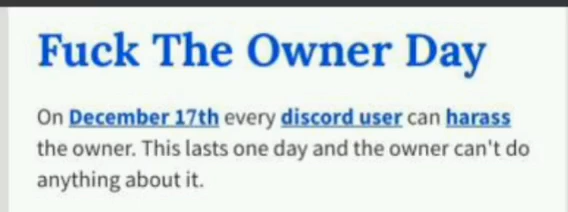 Fuck The Owner Day
On December 17th every discord user can harass
the owner. This lasts one day and the owner can't do
anything about it.